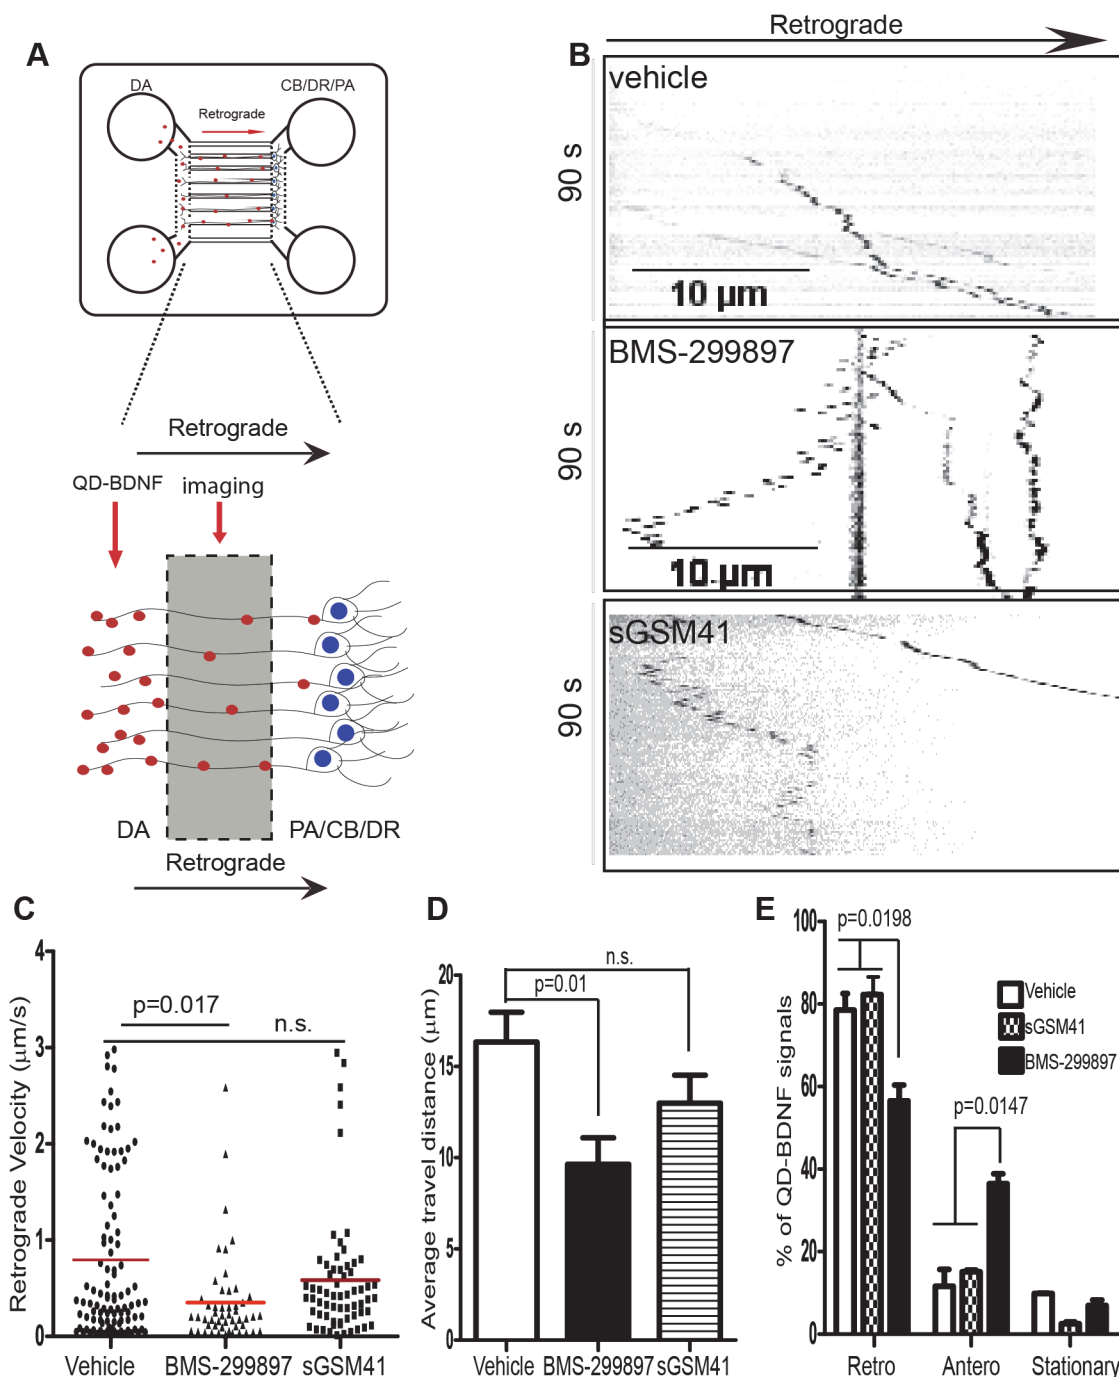 A
DA
CB/DR/PA
Retrograde
Retrograde
QD-BDNF
imaging
DA
PA/CB/DR
Retrograde
Retrograde
B
vehicle
90 s
10 µm
BMS-299897
90 s
10 µm
sGSM41
90 s
C
Retrograde Velocity (µm/s)
4
3
2
1
0
p=0.017
n.s.
Vehicle
BMS-299897
sGSM41
D
Average travel distance (µm)
20
15
10
5
0
n.s.
p=0.01
Vehicle
BMS-299897
sGSM41
E
% of QD-BDNF signals
100
80
60
40
20
0
p=0.0198
p=0.0147
Vehicle
sGSM41
BMS-299897
Retro
Antero
Stationary